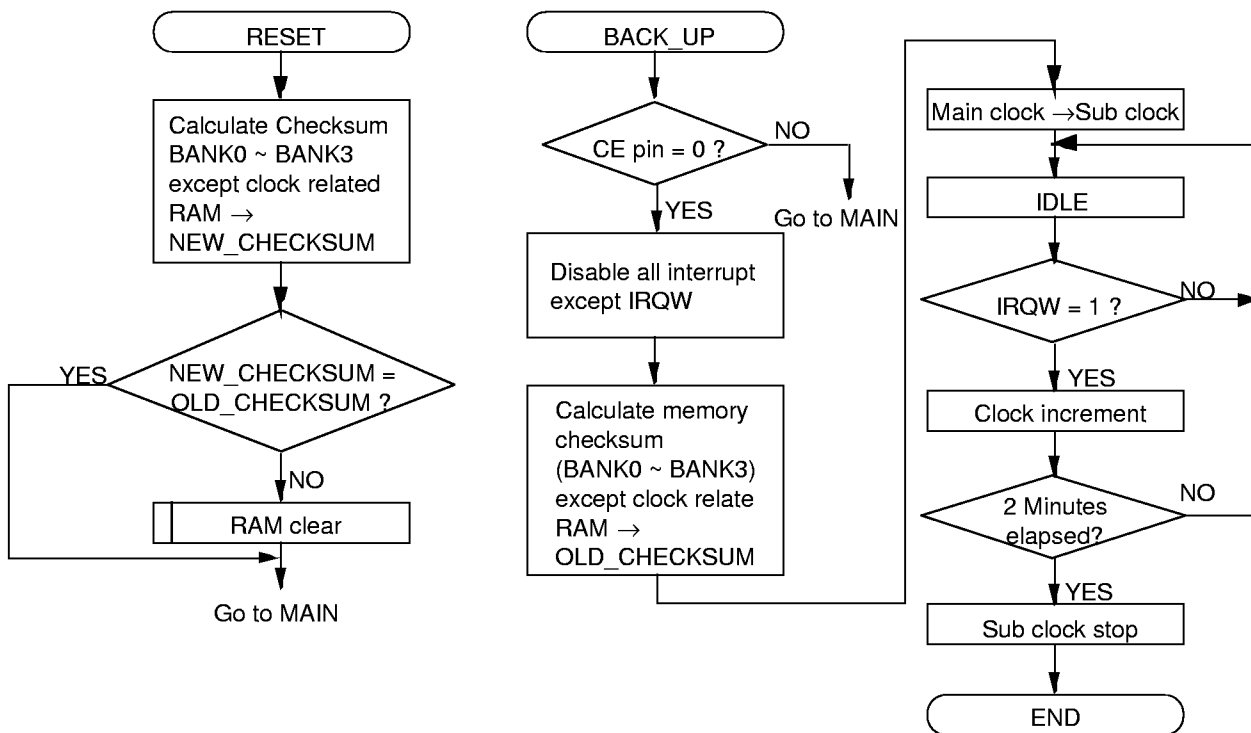 RESET
Calculate Checksum
BANK0 ~ BANK3
except clock related
RAM →
NEW_CHECKSUM
YES
NEW_CHECKSUM =
OLD_CHECKSUM ?
NO
RAM clear
Go to MAIN
BACK_UP
CE pin = 0 ?
NO
Go to MAIN
YES
Disable all interrupt
except IRQW
Calculate memory
checksum
(BANK0 ~ BANK3)
except clock relate
RAM →
OLD_CHECKSUM
Main clock →Sub clock
IDLE
IRQW = 1 ?
NO
YES
Clock increment
2 Minutes
elapsed?
NO
YES
Sub clock stop
END